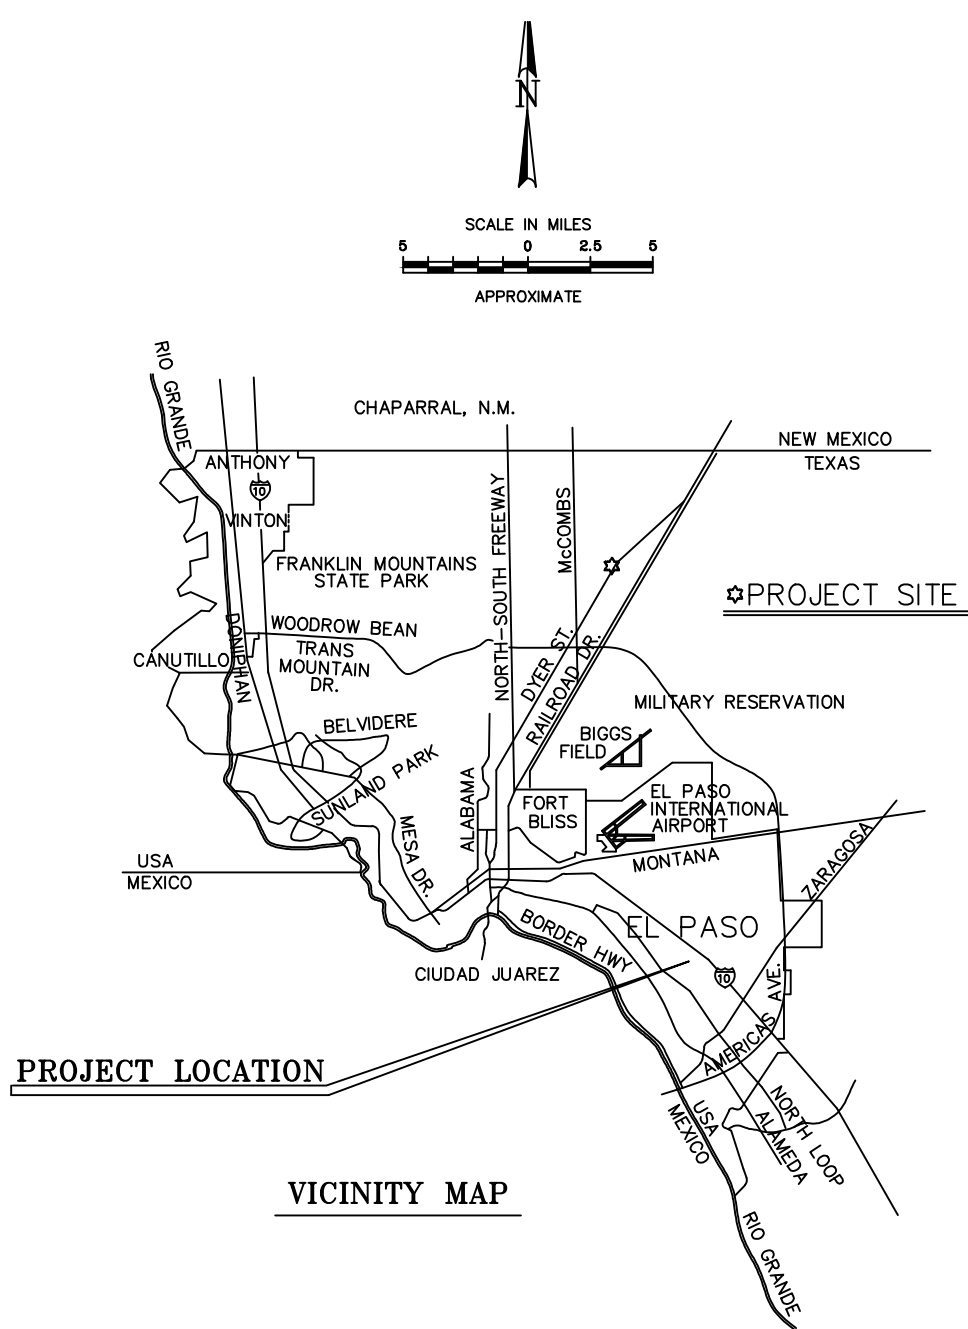 N
SCALE IN MILES
5 0 2.5 5
APPROXIMATE
RIO GRANDE
CHAPARRAL, N.M.
NEW MEXICO
TEXAS
ANTHONY
10
VINTON
NORTH-SOUTH FREEWAY
McCOMBS
FRANKLIN MOUNTAINS
STATE PARK
PROJECT SITE
DONIPHAN
WOODROW BEAN
TRANS
MOUNTAIN
DR.
CANUTILLO
DYER ST.
RAILROAD DR.
MILITARY RESERVATION
BELVIDERE
BIGGS
FIELD
SUNLAND PARK
ALABAMA
FORT
BLISS
EL PASO
INTERNATIONAL
AIRPORT
MESA DR.
MONTANA
ZARAGOSA
USA
MEXICO
BORDER HWY
EL PASO
CIUDAD JUAREZ
10
AMERICAS AVE.
PROJECT LOCATION
USA
MEXICO
NORTH LOOP
ALAMEDA
VICINITY MAP
RIO GRANDE